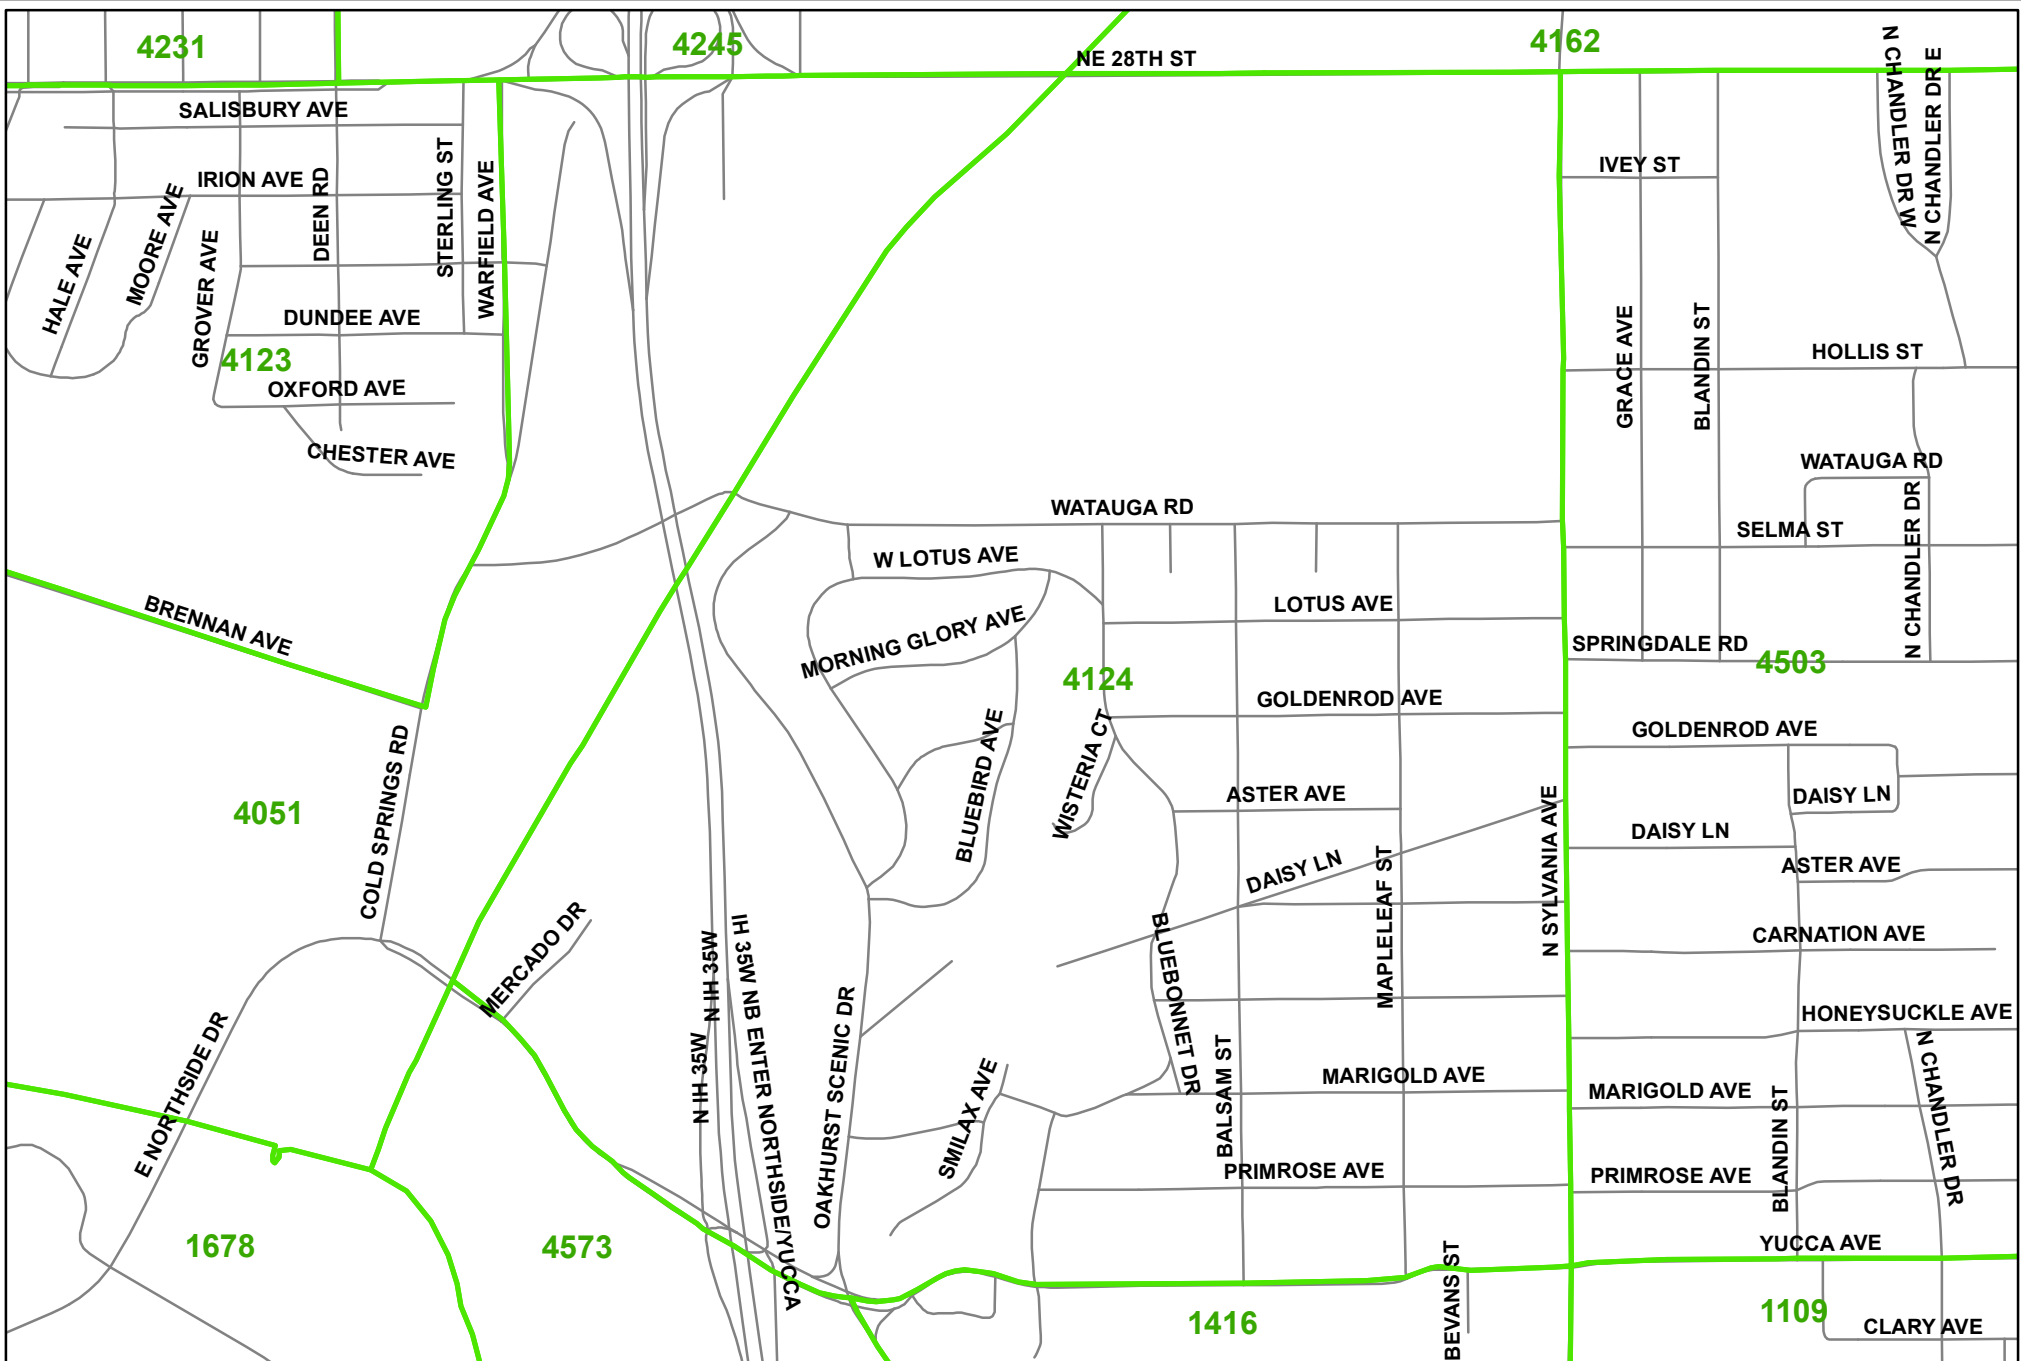 4231
4245
4162
NE 28TH ST
N CHANDLER DR W
N CHANDLER DR E
SALISBURY AVE
IVEY ST
IRION AVE
DEEN RD
STERLING ST
WARFIELD AVE
HALE AVE
MOORE AVE
GROVER AVE
DUNDEE AVE
4123
OXFORD AVE
CHESTER AVE
GRACE AVE
BLANDIN ST
HOLLIS ST
WATAUGA RD
WATAUGA RD
SELMA ST
N CHANDLER DR
W LOTUS AVE
LOTUS AVE
BRENNAN AVE
MORNING GLORY AVE
SPRINGDALE RD
4503
4124
GOLDENROD AVE
GOLDENROD AVE
COLD SPRINGS RD
BLUEBIRD AVE
WISTERIA CT
4051
ASTER AVE
DAISY LN
DAISY LN
DAISY LN
ASTER AVE
MAPLELEAF ST
N SYLVANIA AVE
CARNATION AVE
MERCADO DR
N IH 35W
IH 35W NB ENTER NORTHSIDE/YUCCA
BLUEBONNET DR
HONEYSUCKLE AVE
E NORTHSIDE DR
N IH 35W
OAKHURST SCENIC DR
SMILAX AVE
BALSAM ST
MARIGOLD AVE
MARIGOLD AVE
BLANDIN ST
N CHANDLER DR
PRIMROSE AVE
PRIMROSE AVE
1678
4573
YUCCA AVE
BEVANS ST
1416
1109
CLARY AVE